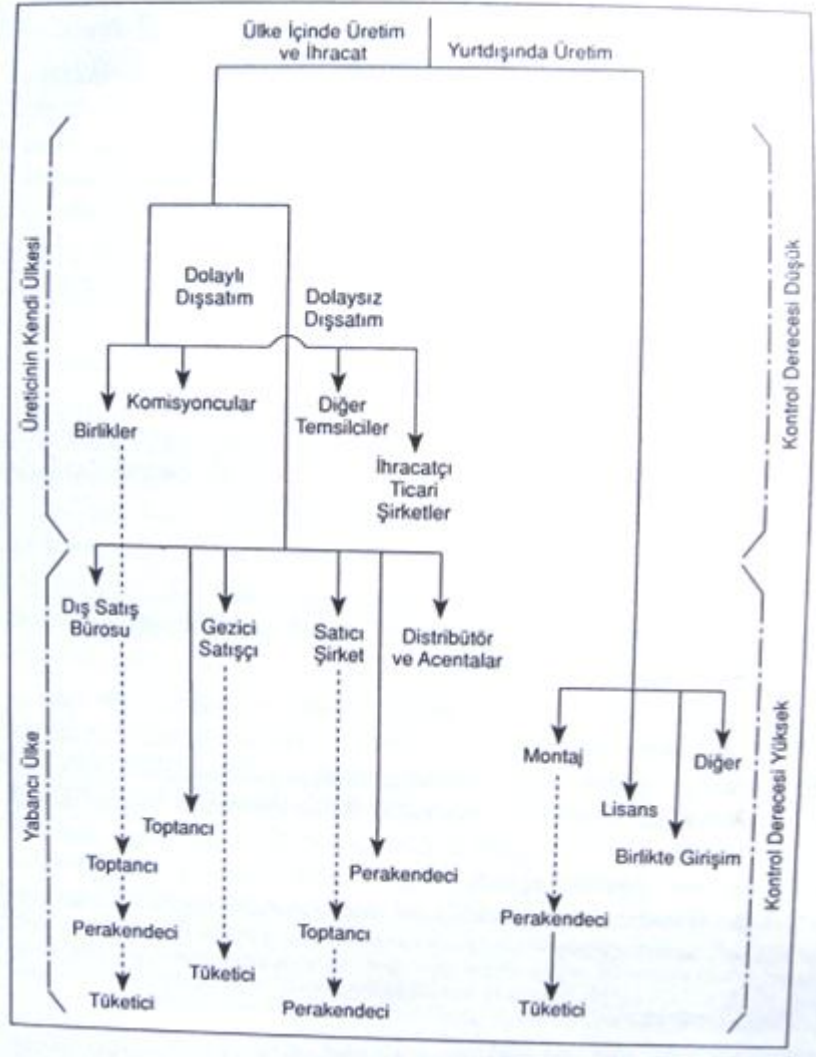 Ülke İçinde Üretim
ve İhracat
Yurtdışında Üretim
Üreticinin Kendi Ülkesi
Kontrol Derecesi Düşük
Dolaylı
Dışsatım
Dolaysız
Dışsatım
Birlikler
Komisyoncular
Diğer
Temsilciler
İhracatçı
Ticari
Şirketler
Yabancı Ülke
Kontrol Derecesi Yüksek
Dış Satış
Bürosu
Gezici
Satışçı
Satıcı
Şirket
Distribütör
ve Acentalar
Montaj
Diğer
Lisans
Birlikte Girişim
Toptancı
Toptancı
Perakendeci
Perakendeci
Toptancı
Perakendeci
Tüketici
Tüketici
Perakendeci
Tüketici